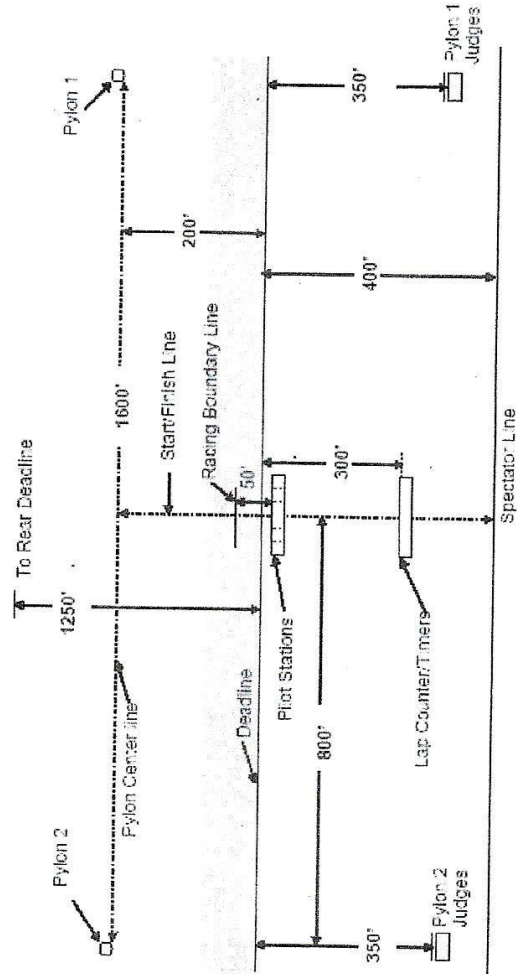 To Rear Deadline
1250'
Pylon 2
Pylon 1
1600'
Pylon Center line
Start/Finish Line
200'
Racing Boundary Line
50'
Deadline
Pilot Stations
300'
350'
350'
400'
800'
Lap Counter/Timers
Pylon 2
Judges
Pylon 1
Judges
Spectator Line